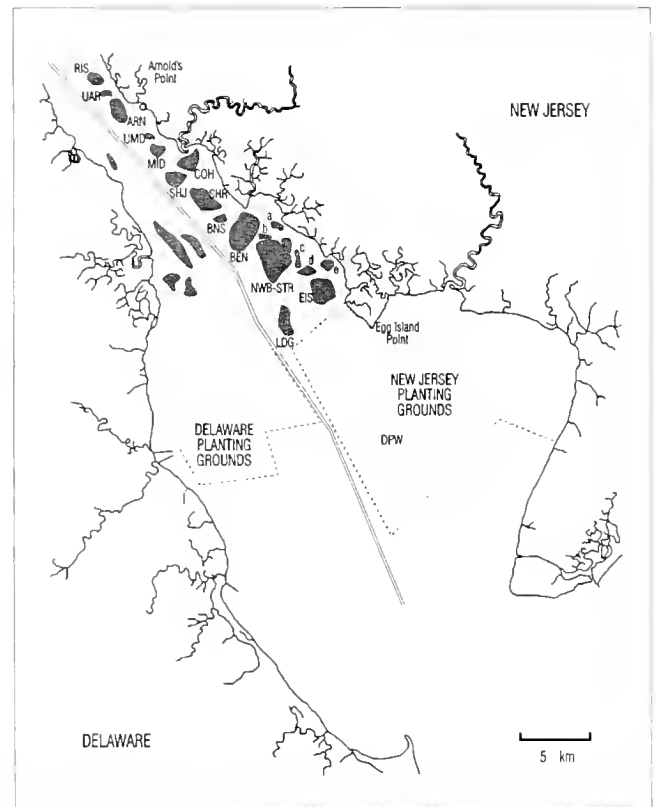 RIS
Arnold's
Point
UAR
ARN
NEW JERSEY
UMD
MID
COH
SHJ
SHR
BNS
a
b
BEN
c
d
e
NWB-STR
EIS
LDG
Egg Island
Point
NEW JERSEY
PLANTING
GROUNDS
DELAWARE
PLANTING
GROUNDS
DPW
DELAWARE
5 km